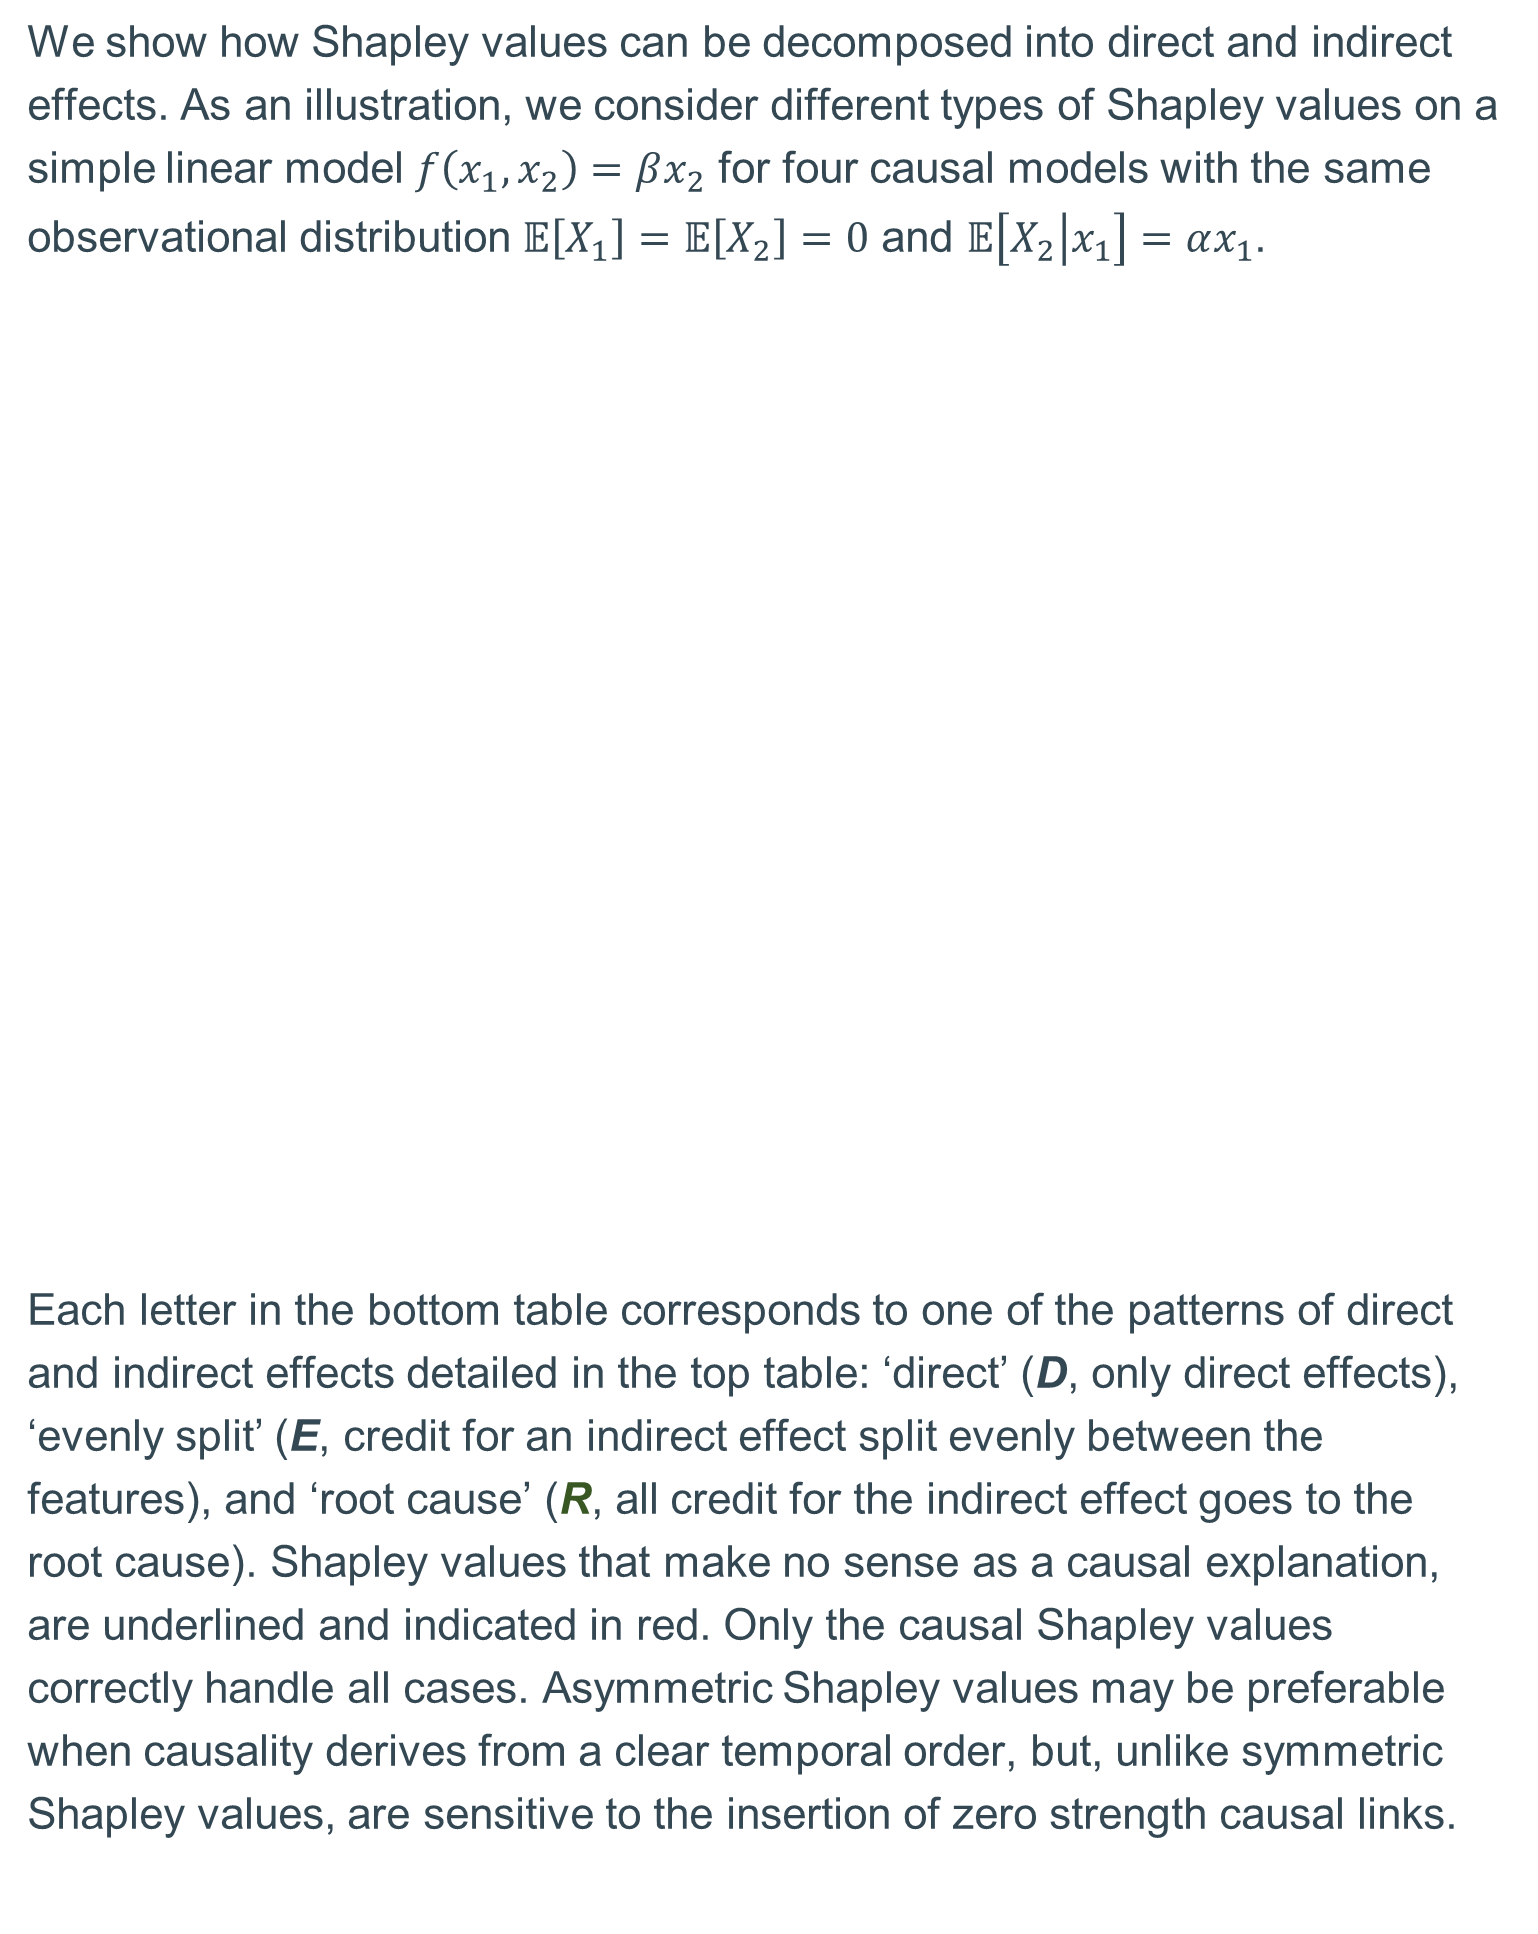 We show how Shapley values can be decomposed into direct and indirect
effects. As an illustration, we consider different types of Shapley values on a
simple linear model 𝑓(𝑥₁, 𝑥₂) = 𝛽𝑥₂ for four causal models with the same
observational distribution 𝔼[𝑋₁] = 𝔼[𝑋₂] = 0 and 𝔼[𝑋₂|𝑥₁] = 𝛼𝑥₁.
Each letter in the bottom table corresponds to one of the patterns of direct
and indirect effects detailed in the top table: ‘direct’ (D, only direct effects),
‘evenly split’ (E, credit for an indirect effect split evenly between the
features), and ‘root cause’ (R, all credit for the indirect effect goes to the
root cause). Shapley values that make no sense as a causal explanation,
are underlined and indicated in red. Only the causal Shapley values
correctly handle all cases. Asymmetric Shapley values may be preferable
when causality derives from a clear temporal order, but, unlike symmetric
Shapley values, are sensitive to the insertion of zero strength causal links.